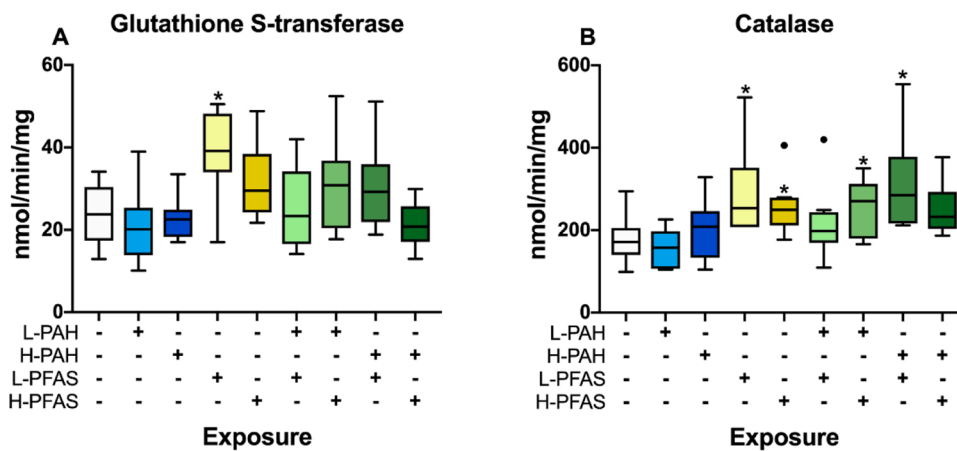 Glutathione S-transferase
A
60
40
20
0
nmol/min/mg
*
L-PAH - + - - - + + - -
H-PAH - - + - - - - + +
L-PFAS - - - + - + - + -
H-PFAS - - - - + - + - +
Exposure
Catalase
B
600
400
200
0
nmol/min/mg
* * * *
L-PAH - + - - - + + - -
H-PAH - - + - - - - + +
L-PFAS - - - + - + - + -
H-PFAS - - - - + - + - +
Exposure